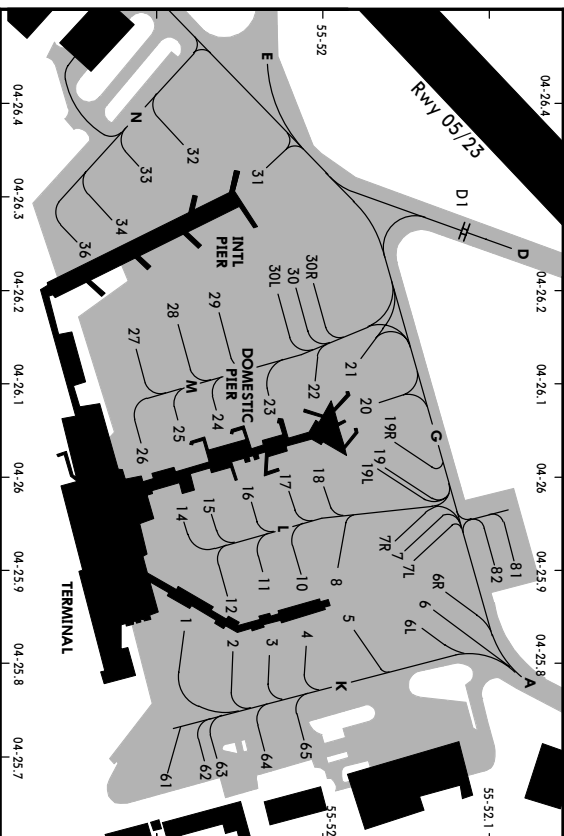 55-52
04-26.4
04-26.3
04-26.2
04-26.1
04-26
04-25.9
04-25.8
04-25.7
55-52.1
55-52
Rwy 05/23
D1
D
E
N
32
33
31
34
36
INTL
PIER
30R
30
30L
29
28
27
M
DOMESTIC
PIER
21
22
20
23
24
25
26
G
19R
19
19L
18
17
16
15
14
L
7R
7
7L
81
82
6R
6
6L
8
10
11
12
5
4
3
2
1
A
K
65
64
63
62
61
TERMINAL